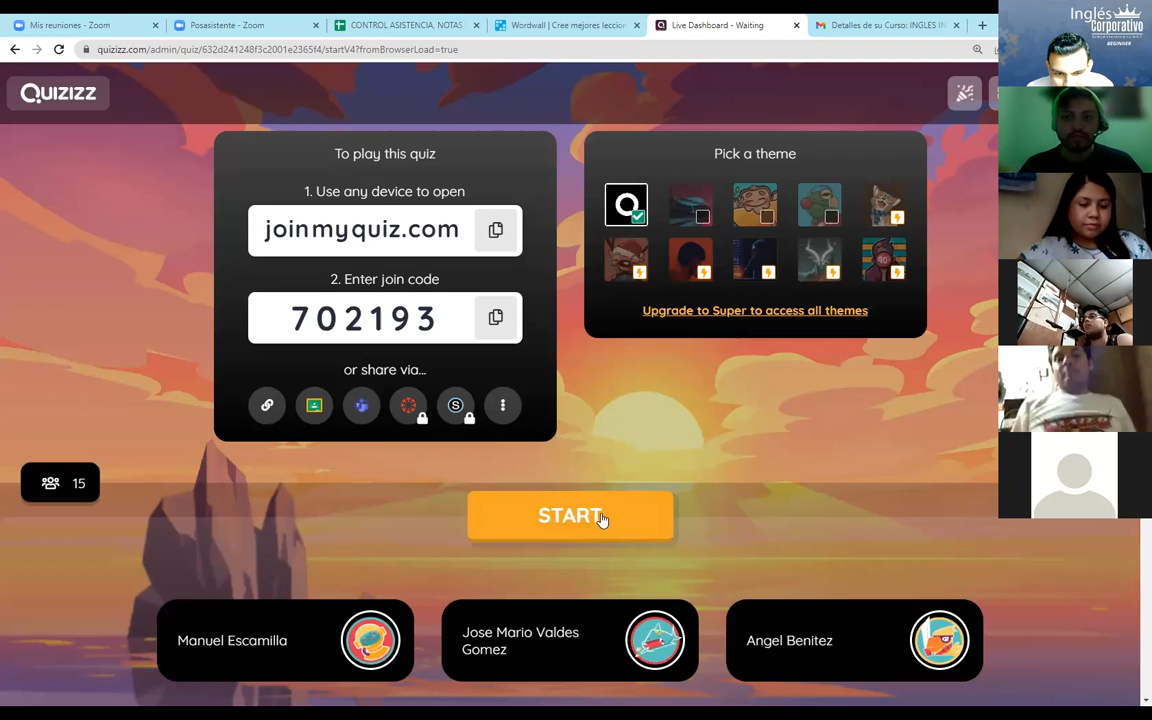 Mis reuniones - Zoom
Posasistente - Zoom
CONTROL ASISTENCIA, NOTAS
Wordwall | Cree mejores leccion
Live Dashboard - Waiting
Detalles de su Curso: INGLES IN
quizizz.com/admin/quiz/632d241248f3c2001e2365f4/startV4?fromBrowserLoad=true
Inglés
Corporativo
BEGINNER
QUIZIZZ
To play this quiz
1. Use any device to open
joinmyquiz.com
2. Enter join code
702193
or share via...
Pick a theme
Upgrade to Super to access all themes
15
START
Manuel Escamilla
Jose Mario Valdes
Gomez
Angel Benitez